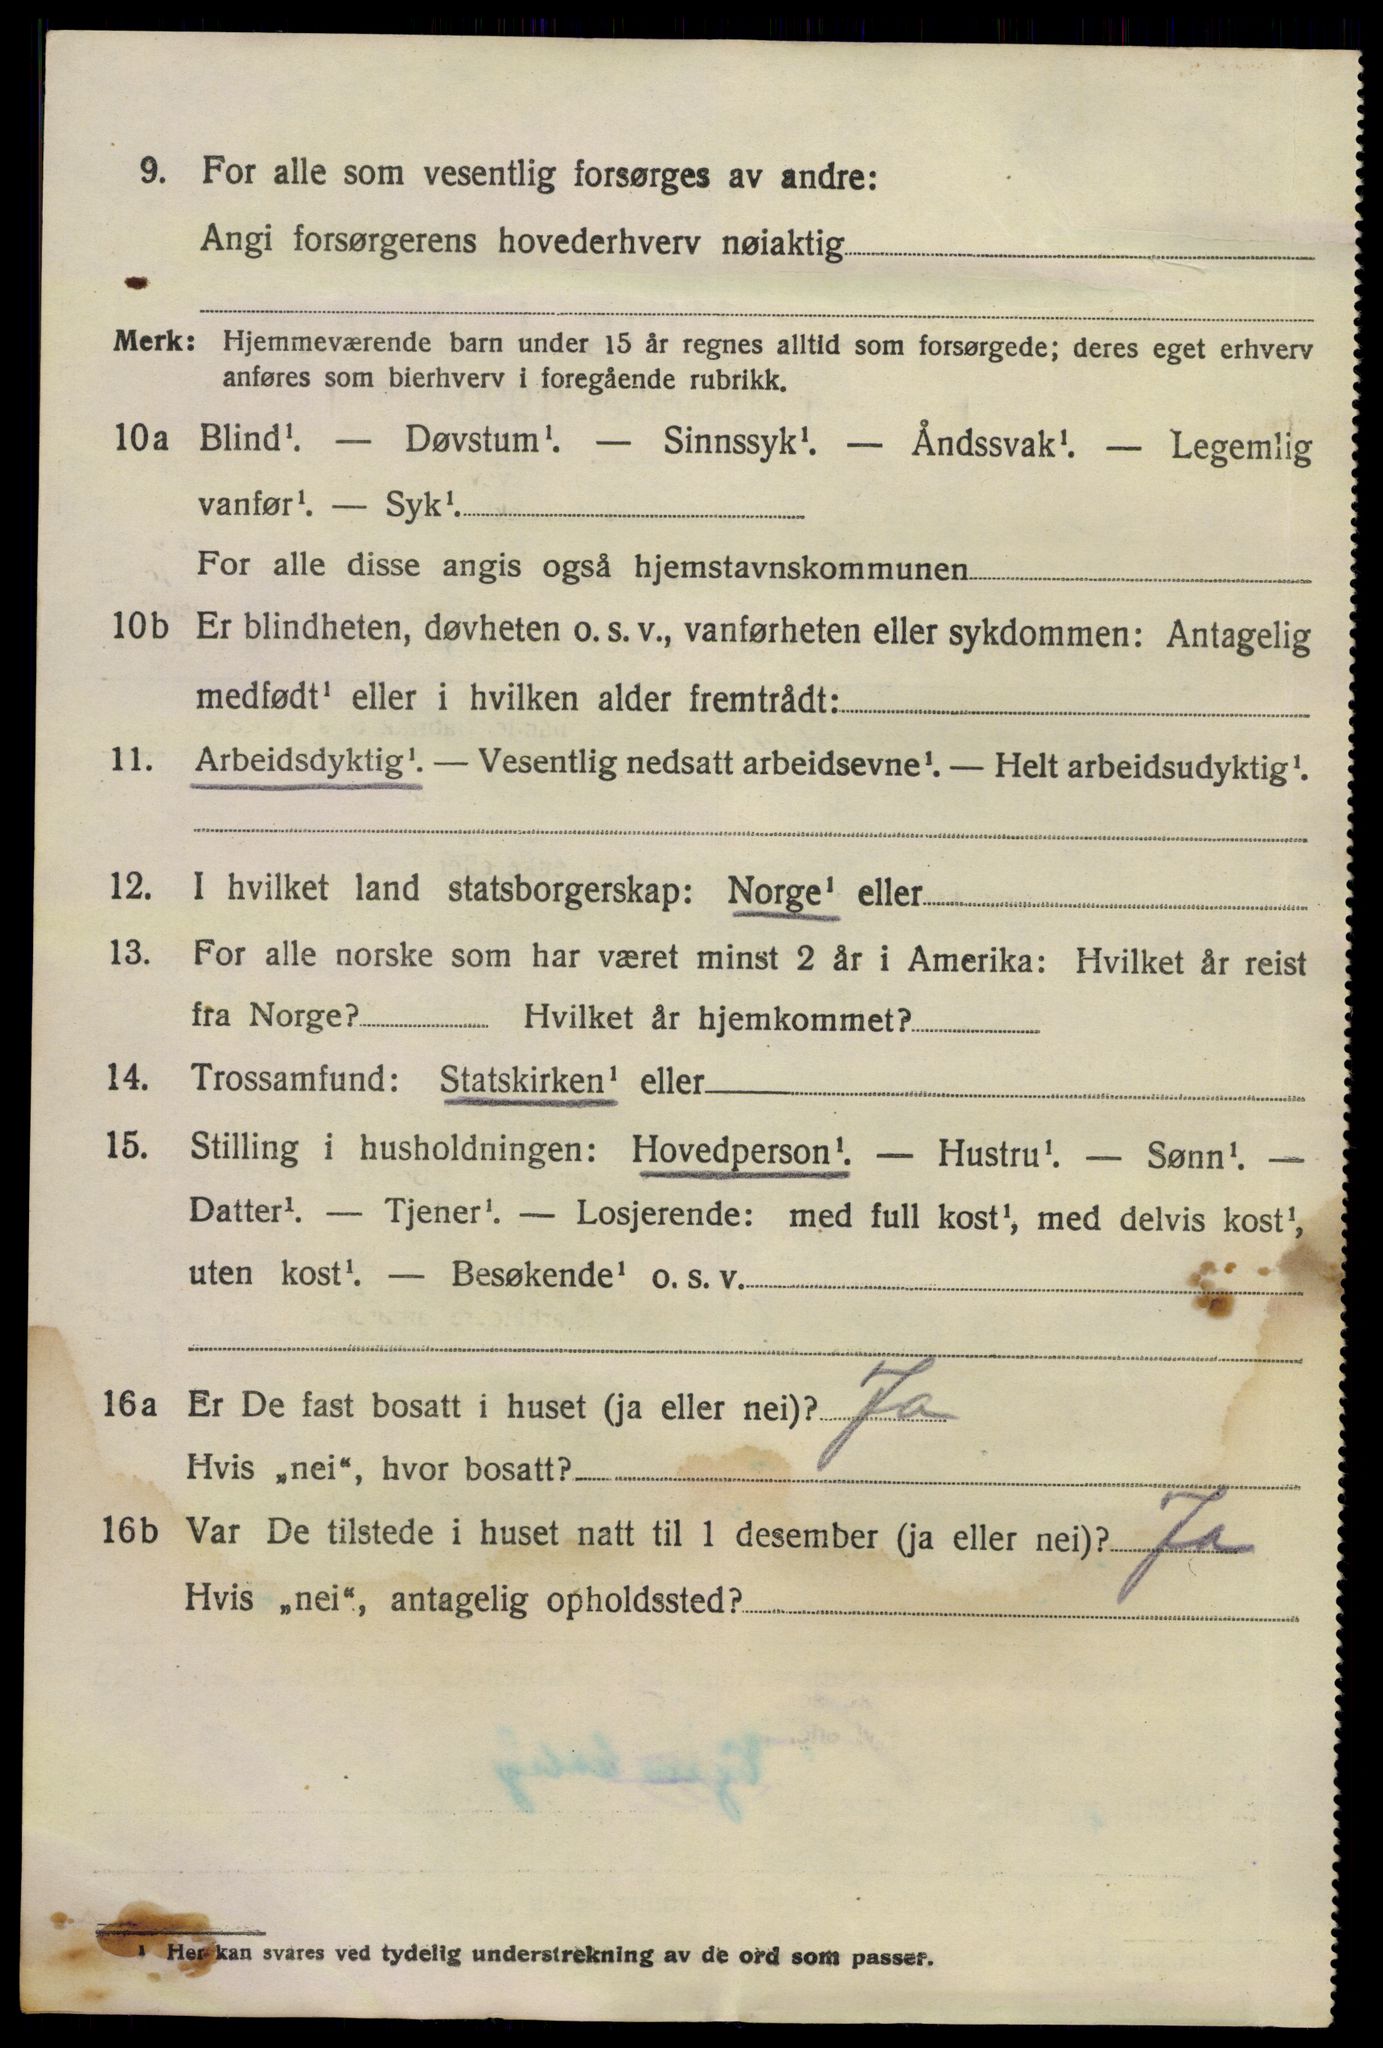 9. For alle som vesentlig forsørges av andre:
Angi forsørgerens hovederhverv nøiaktig
Merk: Hjemmeværende barn under 15 år regnes alltid som forsørgede; deres eget erhverv
anføres som bierhverv i foregående rubrikk.
10a Blind¹. — Døvstum¹. — Sinnssyk¹. — Åndssvak¹. — Legemlig
vanfør¹. — Syk¹.
For alle disse angis også hjemstavnskommunen
10b Er blindheten, døvheten o. s. v., vanførheten eller sykdommen: Antagelig
medfødt¹ eller i hvilken alder fremtrådt:
11. Arbeidsdyktig¹. — Vesentlig nedsatt arbeidsevne¹. — Helt arbeidsudyktig¹.
12. I hvilket land statsborgerskap: Norge¹ eller
13. For alle norske som har været minst 2 år i Amerika: Hvilket år reist
fra Norge? Hvilket år hjemkommet?
14. Trossamfund: Statskirken¹ eller
15. Stilling i husholdningen: Hovedperson¹. — Hustru¹. — Sønn¹. —
Datter¹. — Tjener¹. — Losjerende: med full kost¹, med delvis kost¹,
uten kost¹. — Besøkende¹ o. s. v.
16a Er De fast bosatt i huset (ja eller nei)? Ja
Hvis „nei“, hvor bosatt?
16b Var De tilstede i huset natt til 1 desember (ja eller nei)? Ja
Hvis „nei“, antagelig opholdssted?
¹ Her kan svares ved tydelig understrekning av de ord som passer.